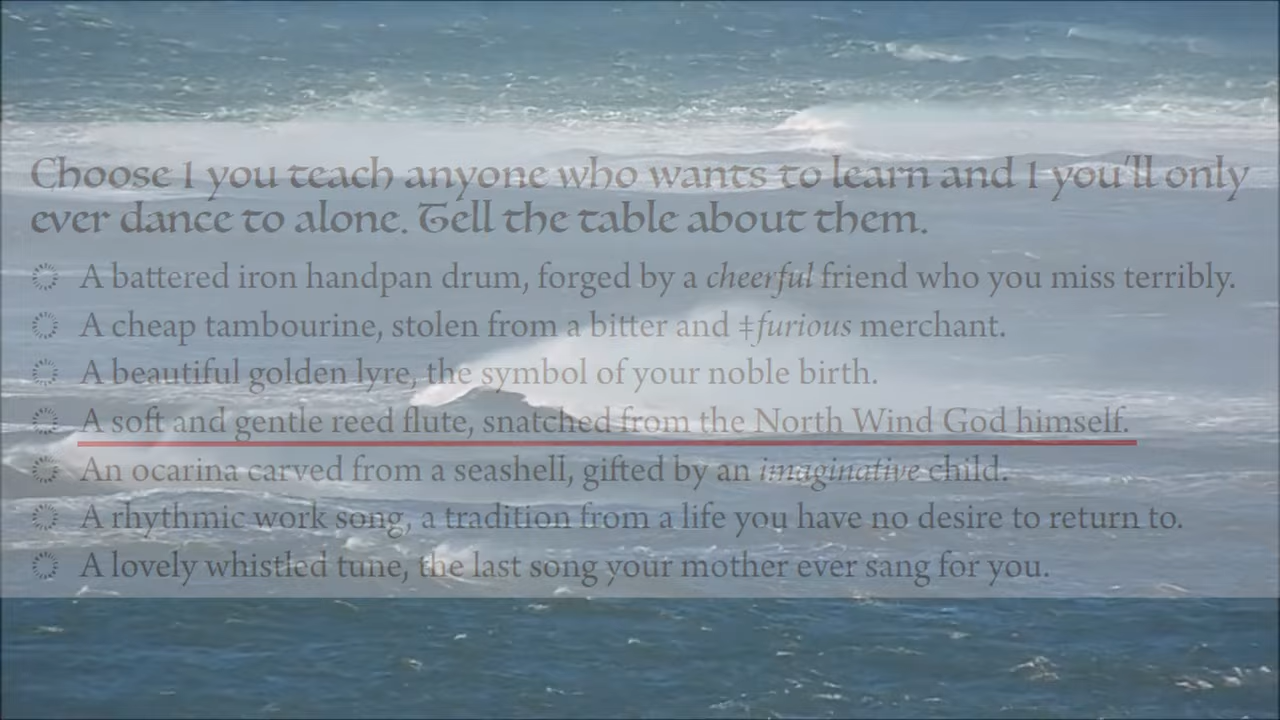 Choose 1 you teach anyone who wants to learn and 1 you'll only
ever dance to alone. Tell the table about them.
A battered iron handpan drum, forged by a cheerful friend who you miss terribly.
A cheap tambourine, stolen from a bitter and ‡furious merchant.
A beautiful golden lyre, the symbol of your noble birth.
A soft and gentle reed flute, snatched from the North Wind God himself.
An ocarina carved from a seashell, gifted by an imaginative child.
A rhythmic work song, a tradition from a life you have no desire to return to.
A lovely whistled tune, the last song your mother ever sang for you.